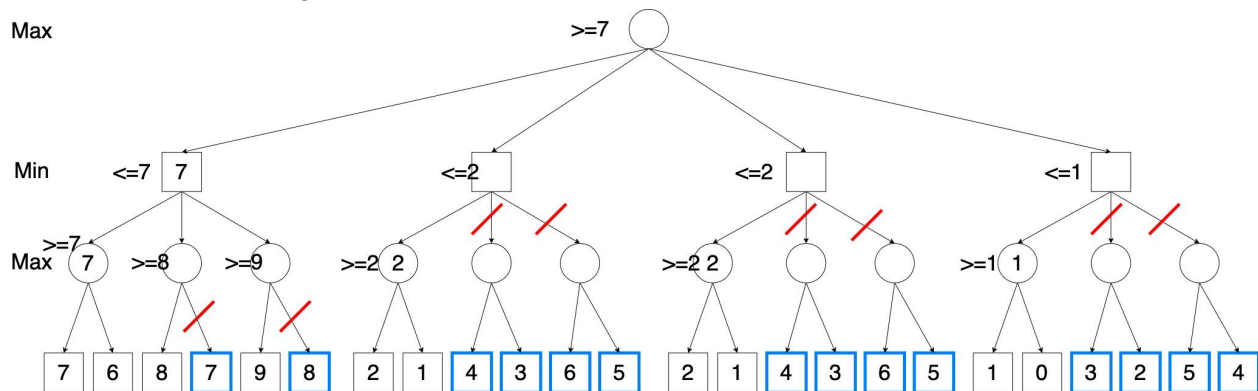 Max >=7
Min <=7 7 <=2 <=2 <=1
>=7
Max 7 >=8 >=9 >=2 2 >=2 2 >=1 1
7 6 8 7 9 8 2 1 4 3 6 5 2 1 4 3 6 5 1 0 3 2 5 4